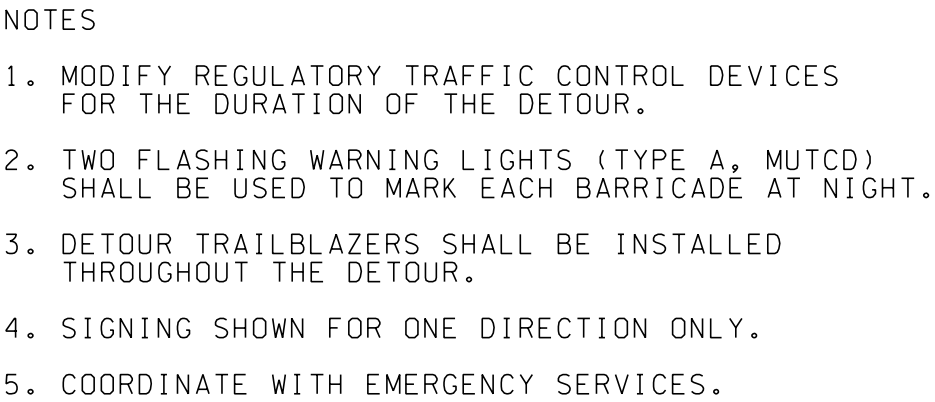 NOTES
1. MODIFY REGULATORY TRAFFIC CONTROL DEVICES
FOR THE DURATION OF THE DETOUR.
2. TWO FLASHING WARNING LIGHTS (TYPE A, MUTCD)
SHALL BE USED TO MARK EACH BARRICADE AT NIGHT.
3. DETOUR TRAILBLAZERS SHALL BE INSTALLED
THROUGHOUT THE DETOUR.
4. SIGNING SHOWN FOR ONE DIRECTION ONLY.
5. COORDINATE WITH EMERGENCY SERVICES.